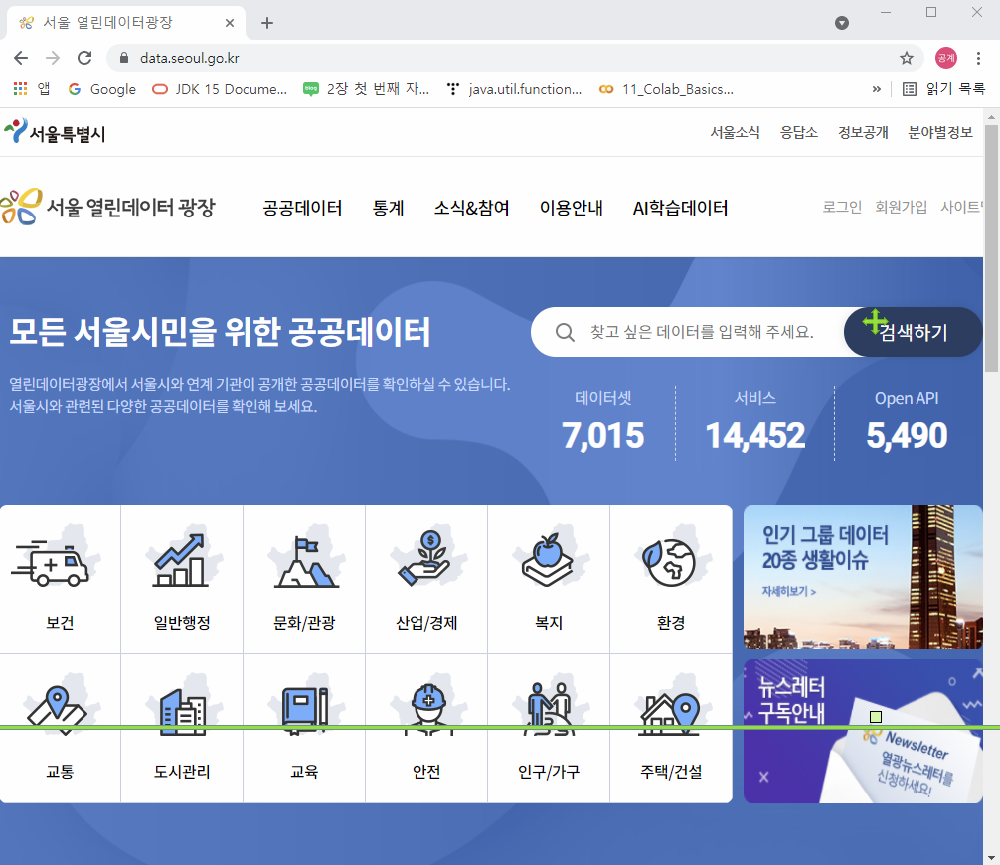 서울 열린데이터광장
data.seoul.go.kr
공계
앱
Google
JDK 15 Docume...
2장 첫 번째 자...
java.util.function...
11_Colab_Basics...
읽기 목록
서울특별시
서울소식 응답소 정보공개 분야별정보
서울 열린데이터 광장
공공데이터 통계 소식&참여 이용안내 AI학습데이터
로그인 회원가입
모든 서울시민을 위한 공공데이터
찾고 싶은 데이터를 입력해 주세요.
검색하기
열린데이터광장에서 서울시와 연계 기관이 공개한 공공데이터를 확인하실 수 있습니다.
서울시와 관련된 다양한 공공데이터를 확인해 보세요.
데이터셋 서비스 Open API
7,015 14,452 5,490
인기 그룹 데이터
20종 생활이슈
자세히보기 >
보건 일반행정 문화/관광 산업/경제 복지 환경
뉴스레터
구독안내
Newsletter
열광뉴스레터를
신청하세요!
교통 도시관리 교육 안전 인구/가구 주택/건설